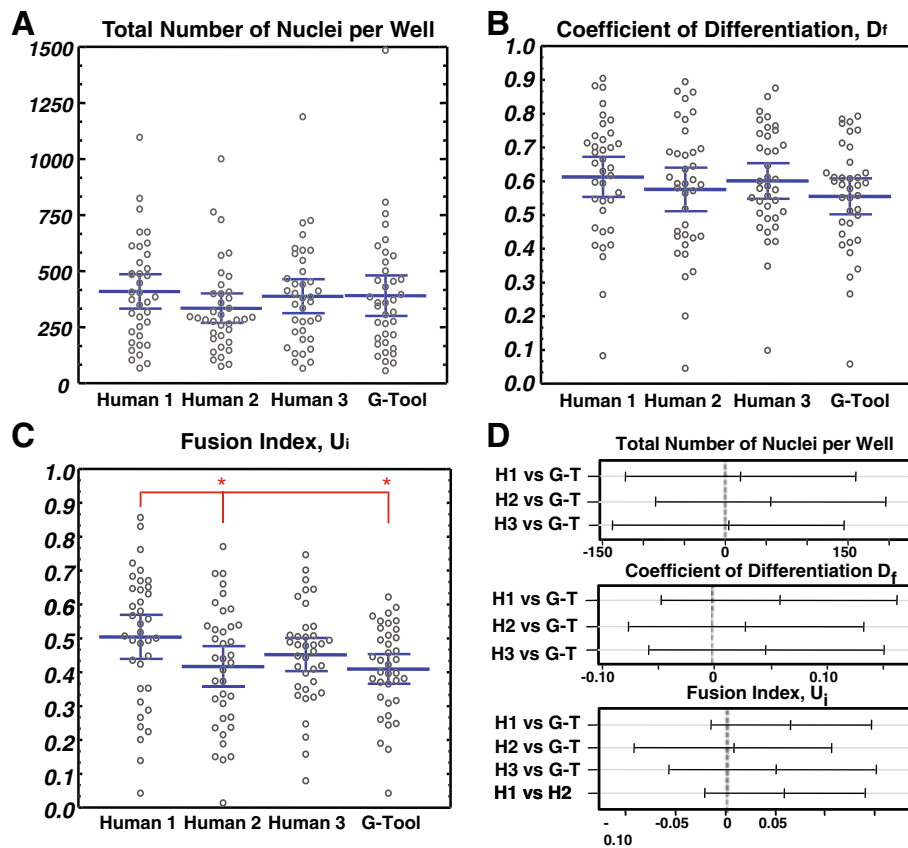 A Total Number of Nuclei per Well
1500
1250
1000
750
500
250
0
Human 1 Human 2 Human 3 G-Tool
B Coefficient of Differentiation, Df
1.0
0.9
0.8
0.7
0.6
0.5
0.4
0.3
0.2
0.1
0.0
Human 1 Human 2 Human 3 G-Tool
C Fusion Index, Ui
1.0
0.9
0.8
0.7
0.6
0.5
0.4
0.3
0.2
0.1
0.0
* *
Human 1 Human 2 Human 3 G-Tool
D Total Number of Nuclei per Well
H1 vs G-T
H2 vs G-T
H3 vs G-T
-150 0 150
Coefficient of Differentiation Df
H1 vs G-T
H2 vs G-T
H3 vs G-T
-0.10 0 0.10
Fusion Index, Ui
H1 vs G-T
H2 vs G-T
H3 vs G-T
H1 vs H2
-0.10 -0.05 0 0.05